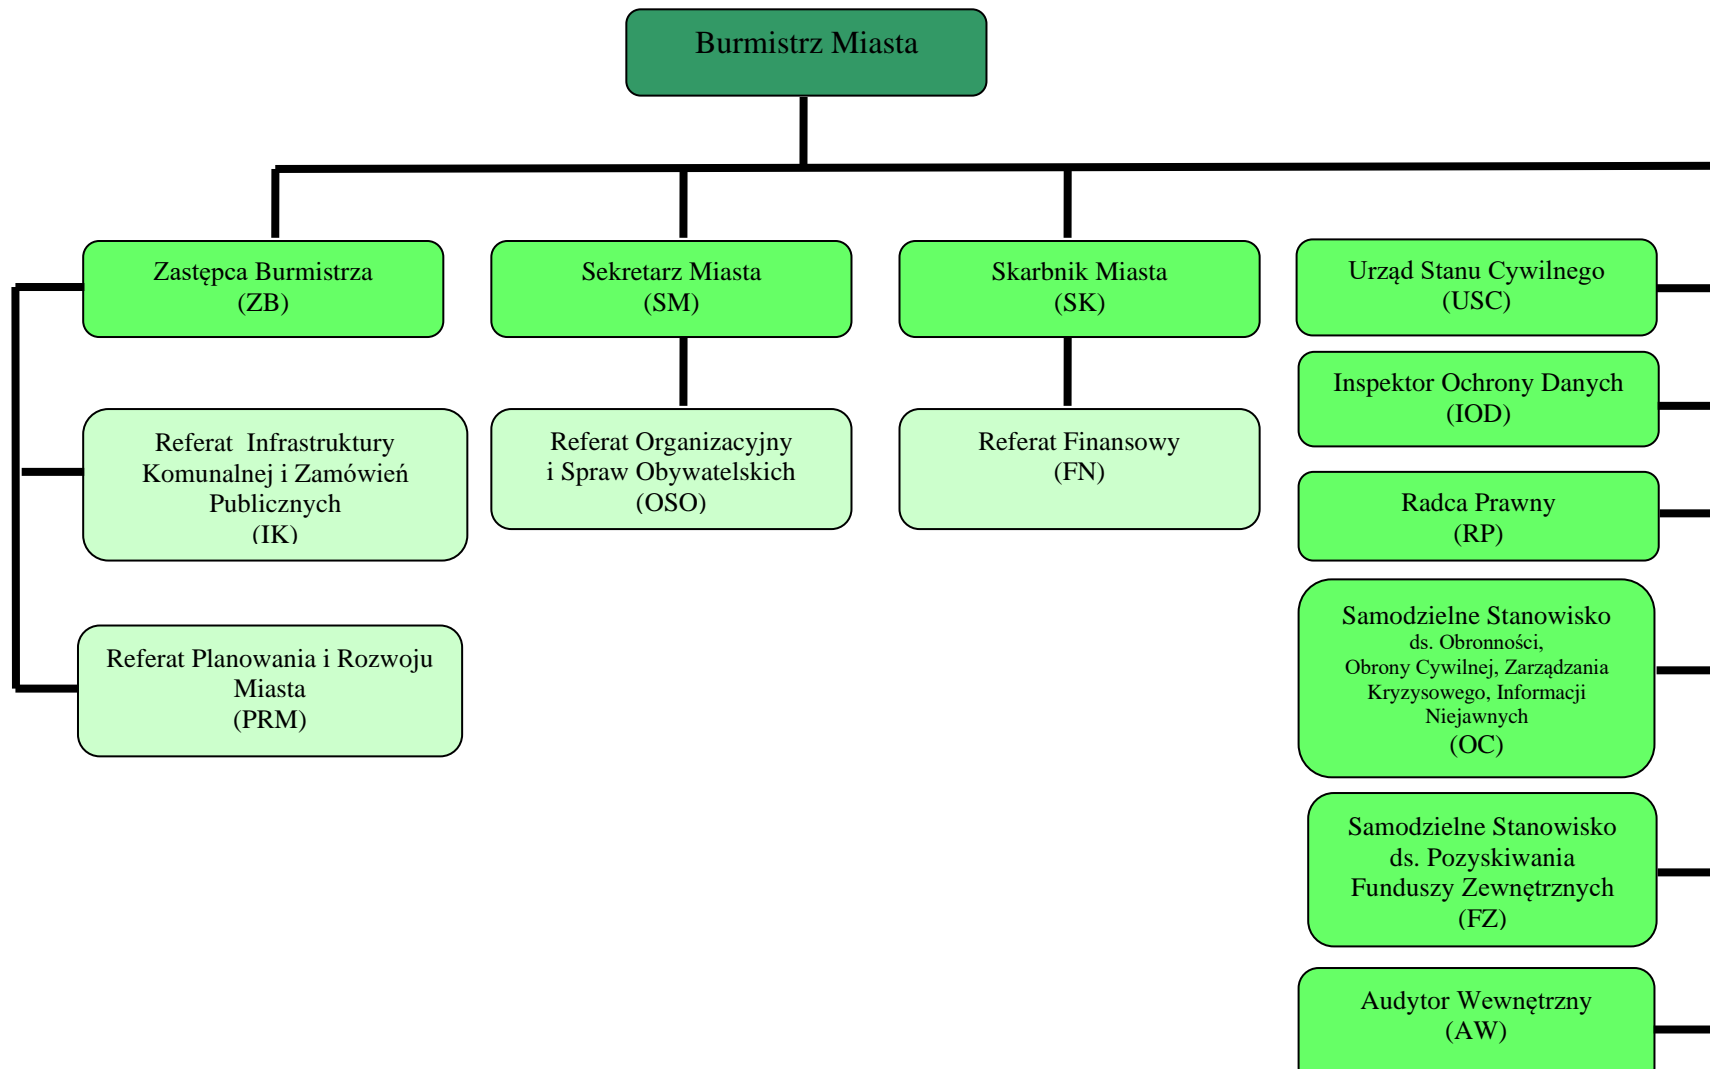 Burmistrz Miasta
Zastępca Burmistrza
(ZB)
Sekretarz Miasta
(SM)
Skarbnik Miasta
(SK)
Urząd Stanu Cywilnego
(USC)
Inspektor Ochrony Danych
(IOD)
Referat Infrastruktury
Komunalnej i Zamówień
Publicznych
(IK)
Referat Organizacyjny
i Spraw Obywatelskich
(OSO)
Referat Finansowy
(FN)
Radca Prawny
(RP)
Samodzielne Stanowisko
ds. Obronności,
Obrony Cywilnej, Zarządzania
Kryzysowego, Informacji
Niejawnych
(OC)
Referat Planowania i Rozwoju
Miasta
(PRM)
Samodzielne Stanowisko
ds. Pozyskiwania
Funduszy Zewnętrznych
(FZ)
Audytor Wewnętrzny
(AW)